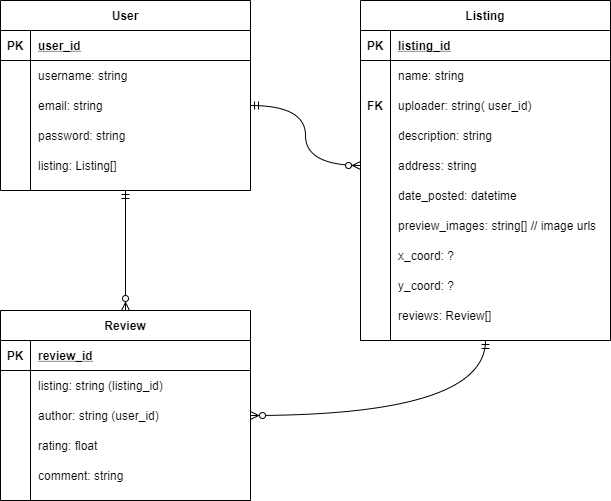 User
PK user_id
username: string
email: string
password: string
listing: Listing[]
Listing
PK listing_id
name: string
FK uploader: string( user_id)
description: string
address: string
date_posted: datetime
preview_images: string[] // image urls
x_coord: ?
y_coord: ?
reviews: Review[]
Review
PK review_id
listing: string (listing_id)
author: string (user_id)
rating: float
comment: string